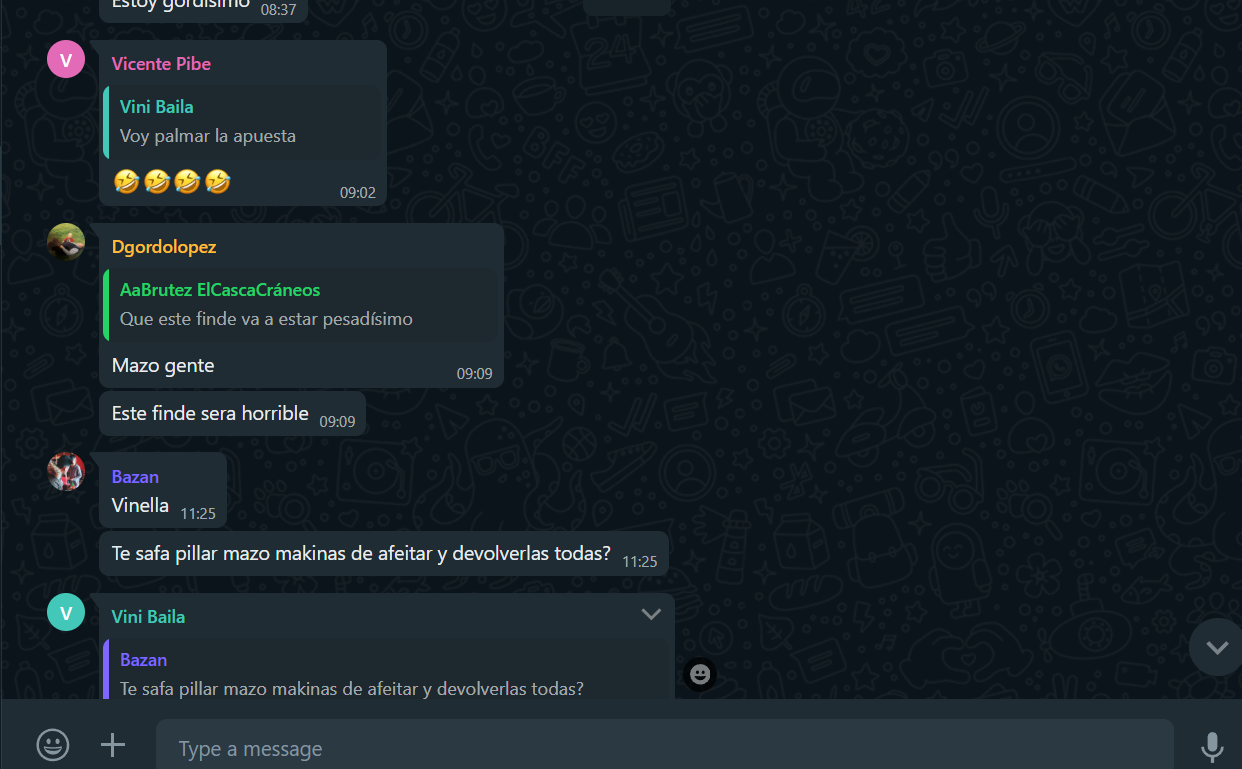 Estoy gordisimo 08:37
V
Vicente Pibe
Vini Baila
Voy palmar la apuesta
🤣🤣🤣🤣
09:02
Dgordolopez
AaBrutez ElCascaCráneos
Que este finde va a estar pesadísimo
Mazo gente
09:09
Este finde sera horrible 09:09
Bazan
Vinella 11:25
Te safa pillar mazo makinas de afeitar y devolverlas todas? 11:25
V
Vini Baila
Bazan
Te safa pillar mazo makinas de afeitar y devolverlas todas?
Type a message